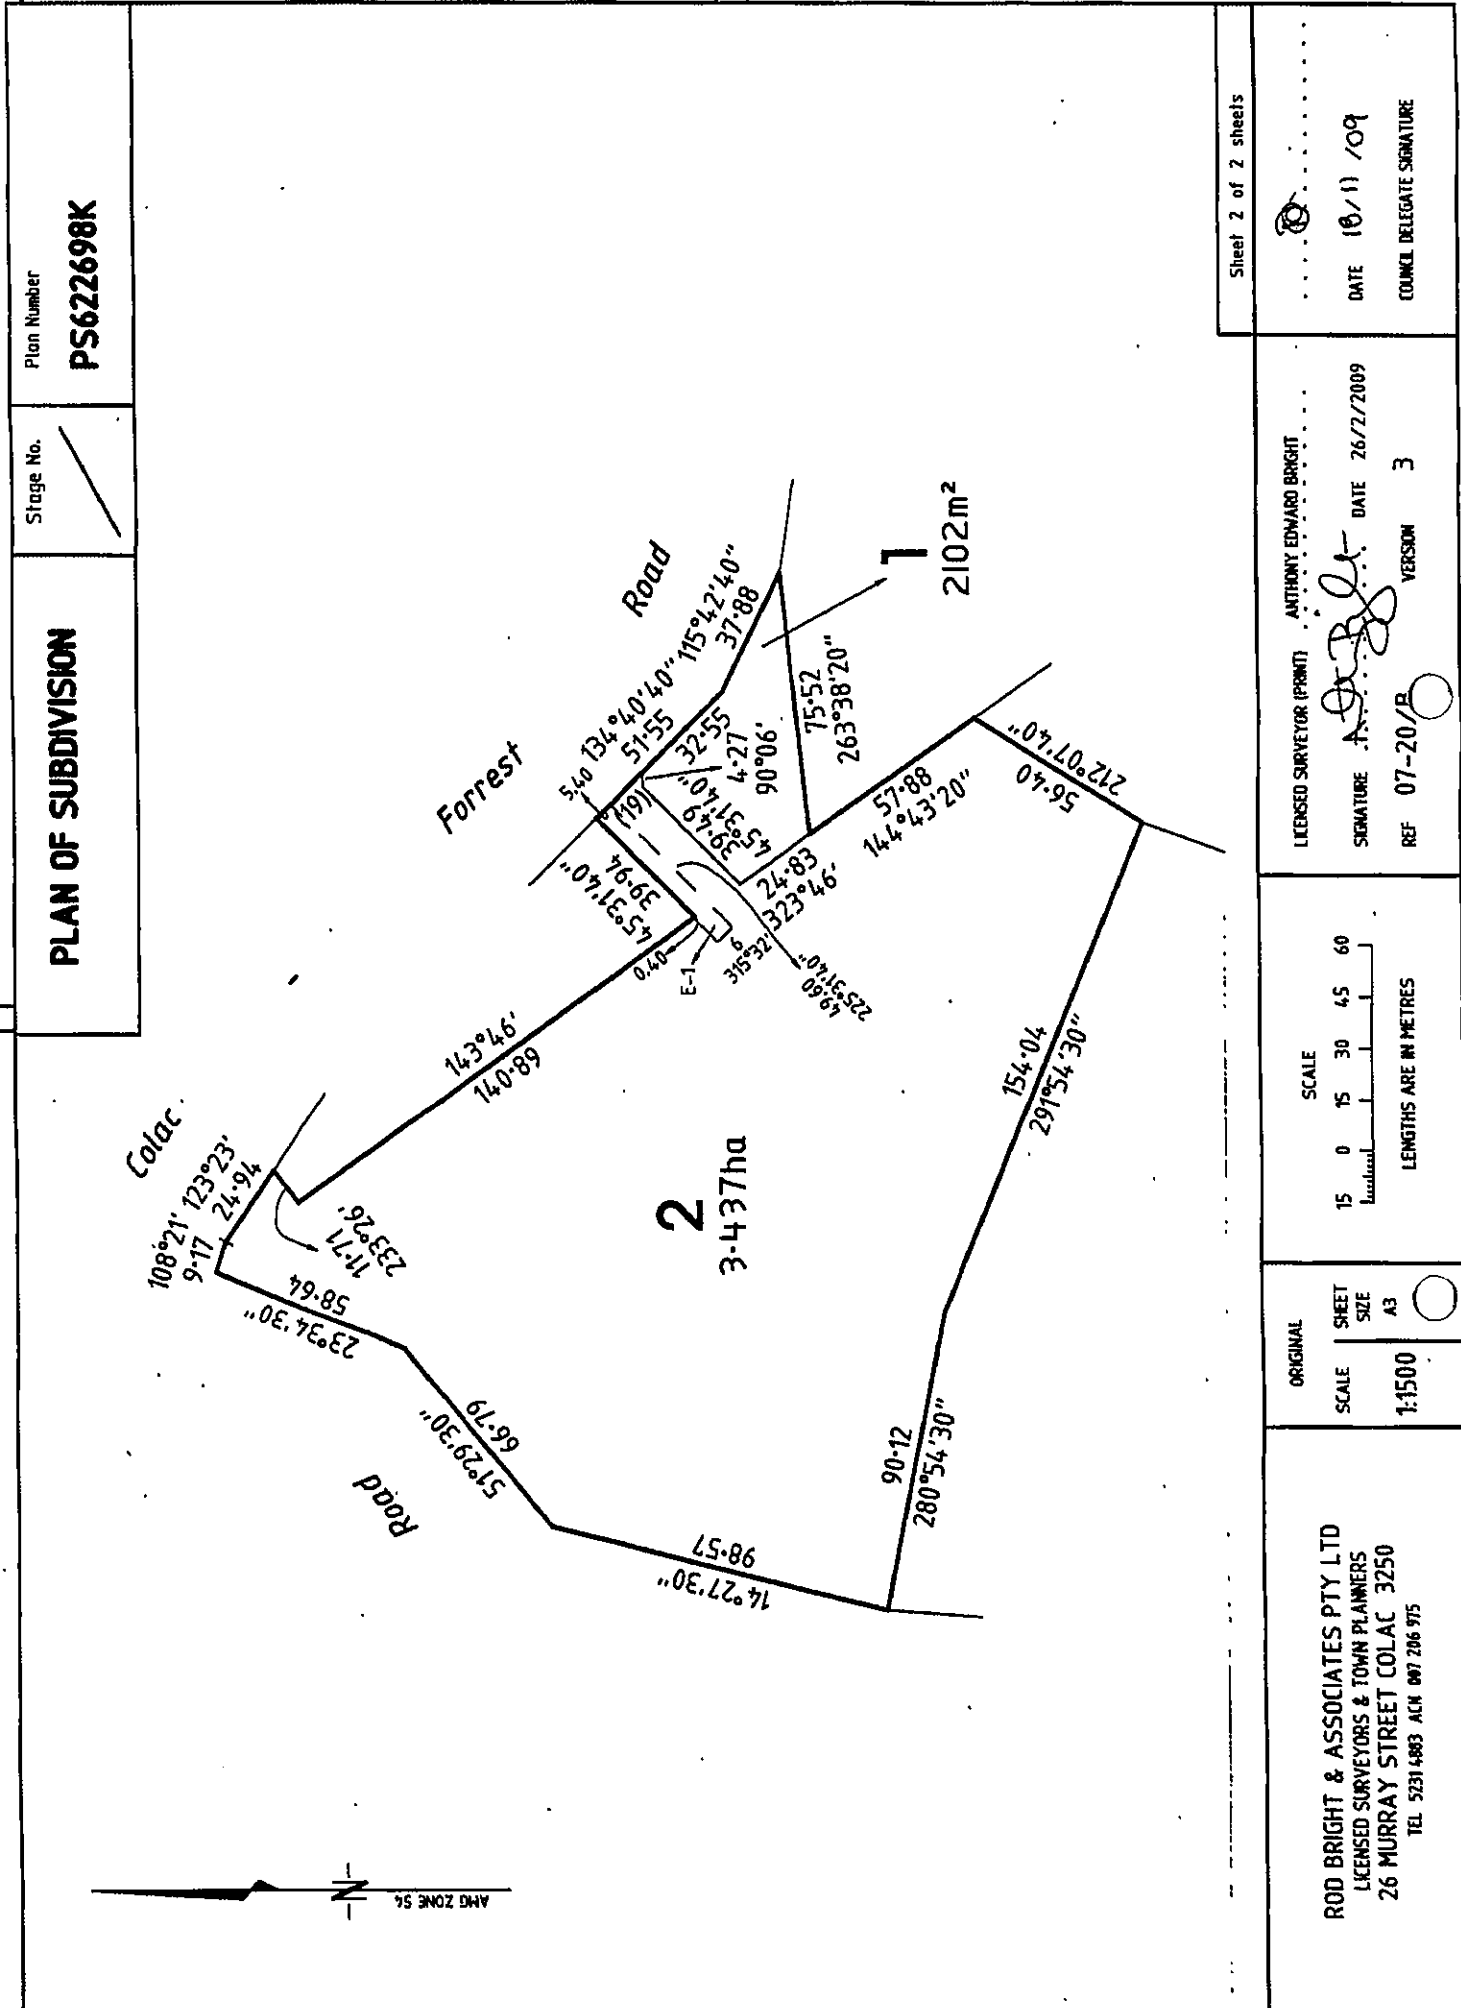 PLAN OF SUBDIVISION
Stage No.
Plan Number
PS622698K
Colac
Forrest
Road
Road
108°21'
9·17
123°23'
24·94
11·71
233°26'
23°34'30"
58·64
51°29'30"
66·79
14°27'30"
98·57
90·12
280°54'30"
154·04
291°54'30"
212°07'40"
56·40
57·88
144°43'20"
24·83
323°46'
143°46'
140·89
45°31'40"
39·94
0.40
E-1
6
315°32'
49.60
225°31'40"
5.40
2
(19)
134°40'40"
51·55
32·55
115°42'40"
37·88
4·27
90°06'
39·49
45°31'40"
75·52
263°38'20"
1
2102m²
2
3·437ha
N
AMG ZONE 54
Sheet 2 of 2 sheets
ROD BRIGHT & ASSOCIATES PTY LTD
LICENSED SURVEYORS & TOWN PLANNERS
26 MURRAY STREET COLAC 3250
TEL 5231 4883 ACN 007 206 975
ORIGINAL
SCALE
1:1500
SHEET
SIZE
A3
SCALE
15 0 15 30 45 60
LENGTHS ARE IN METRES
LICENSED SURVEYOR (PRINT) ANTHONY EDWARD BRIGHT
SIGNATURE DATE 26/2/2009
REF 07-20/B VERSION 3
DATE 18/11/09
COUNCIL DELEGATE SIGNATURE